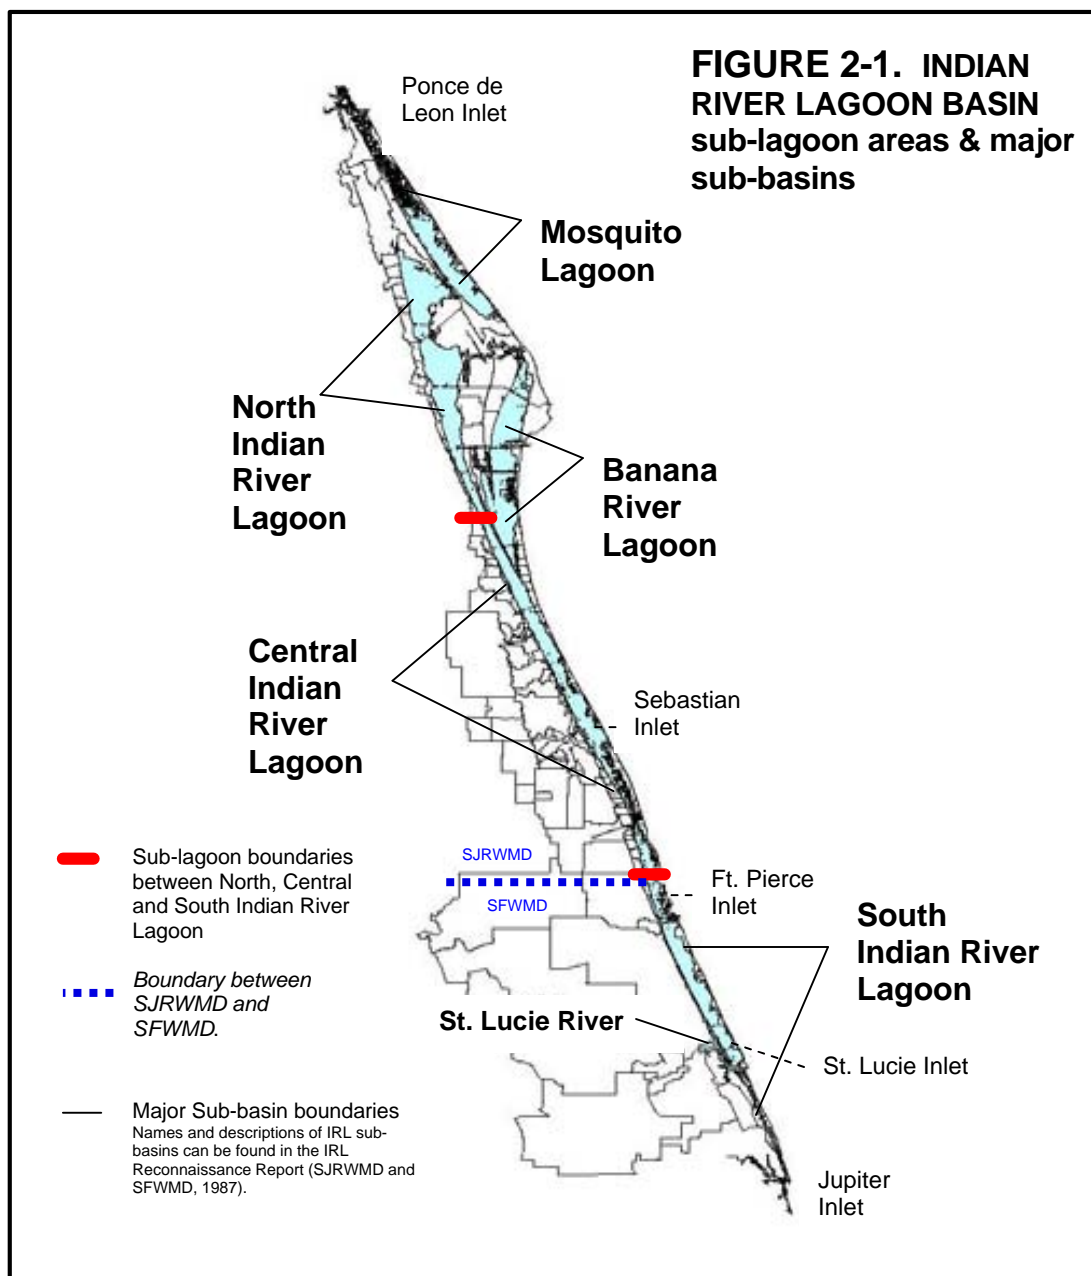 FIGURE 2-1. INDIAN
RIVER LAGOON BASIN
sub-lagoon areas & major
sub-basins
Ponce de
Leon Inlet
Mosquito
Lagoon
North
Indian
River
Lagoon
Banana
River
Lagoon
Central
Indian
River
Lagoon
Sebastian
Inlet
SJRWMD
SFWMD
Ft. Pierce
Inlet
South
Indian River
Lagoon
St. Lucie River
St. Lucie Inlet
Jupiter
Inlet
Sub-lagoon boundaries
between North, Central
and South Indian River
Lagoon
Boundary between
SJRWMD and
SFWMD.
Major Sub-basin boundaries
Names and descriptions of IRL sub-
basins can be found in the IRL
Reconnaissance Report (SJRWMD and
SFWMD, 1987).